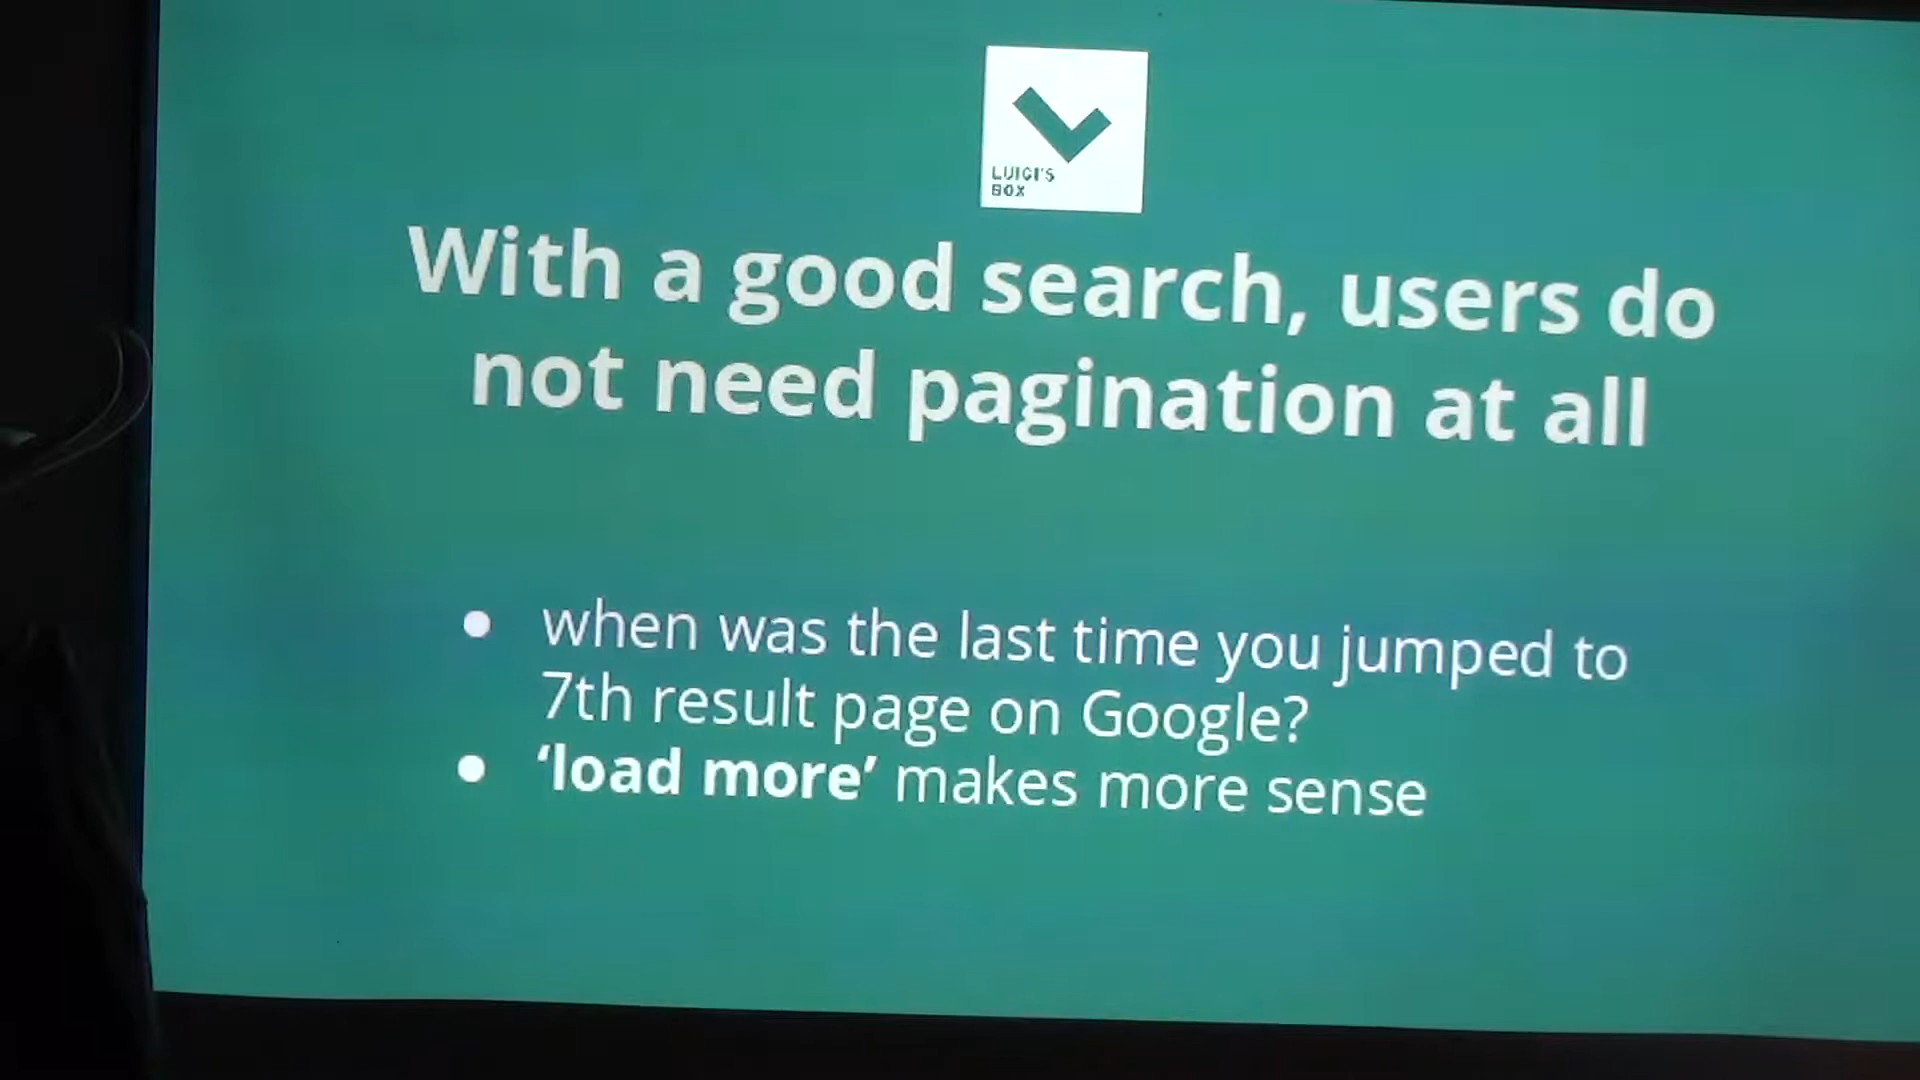 LUIGI'S
BOX
With a good search, users do
not need pagination at all
• when was the last time you jumped to
7th result page on Google?
• ‘load more’ makes more sense